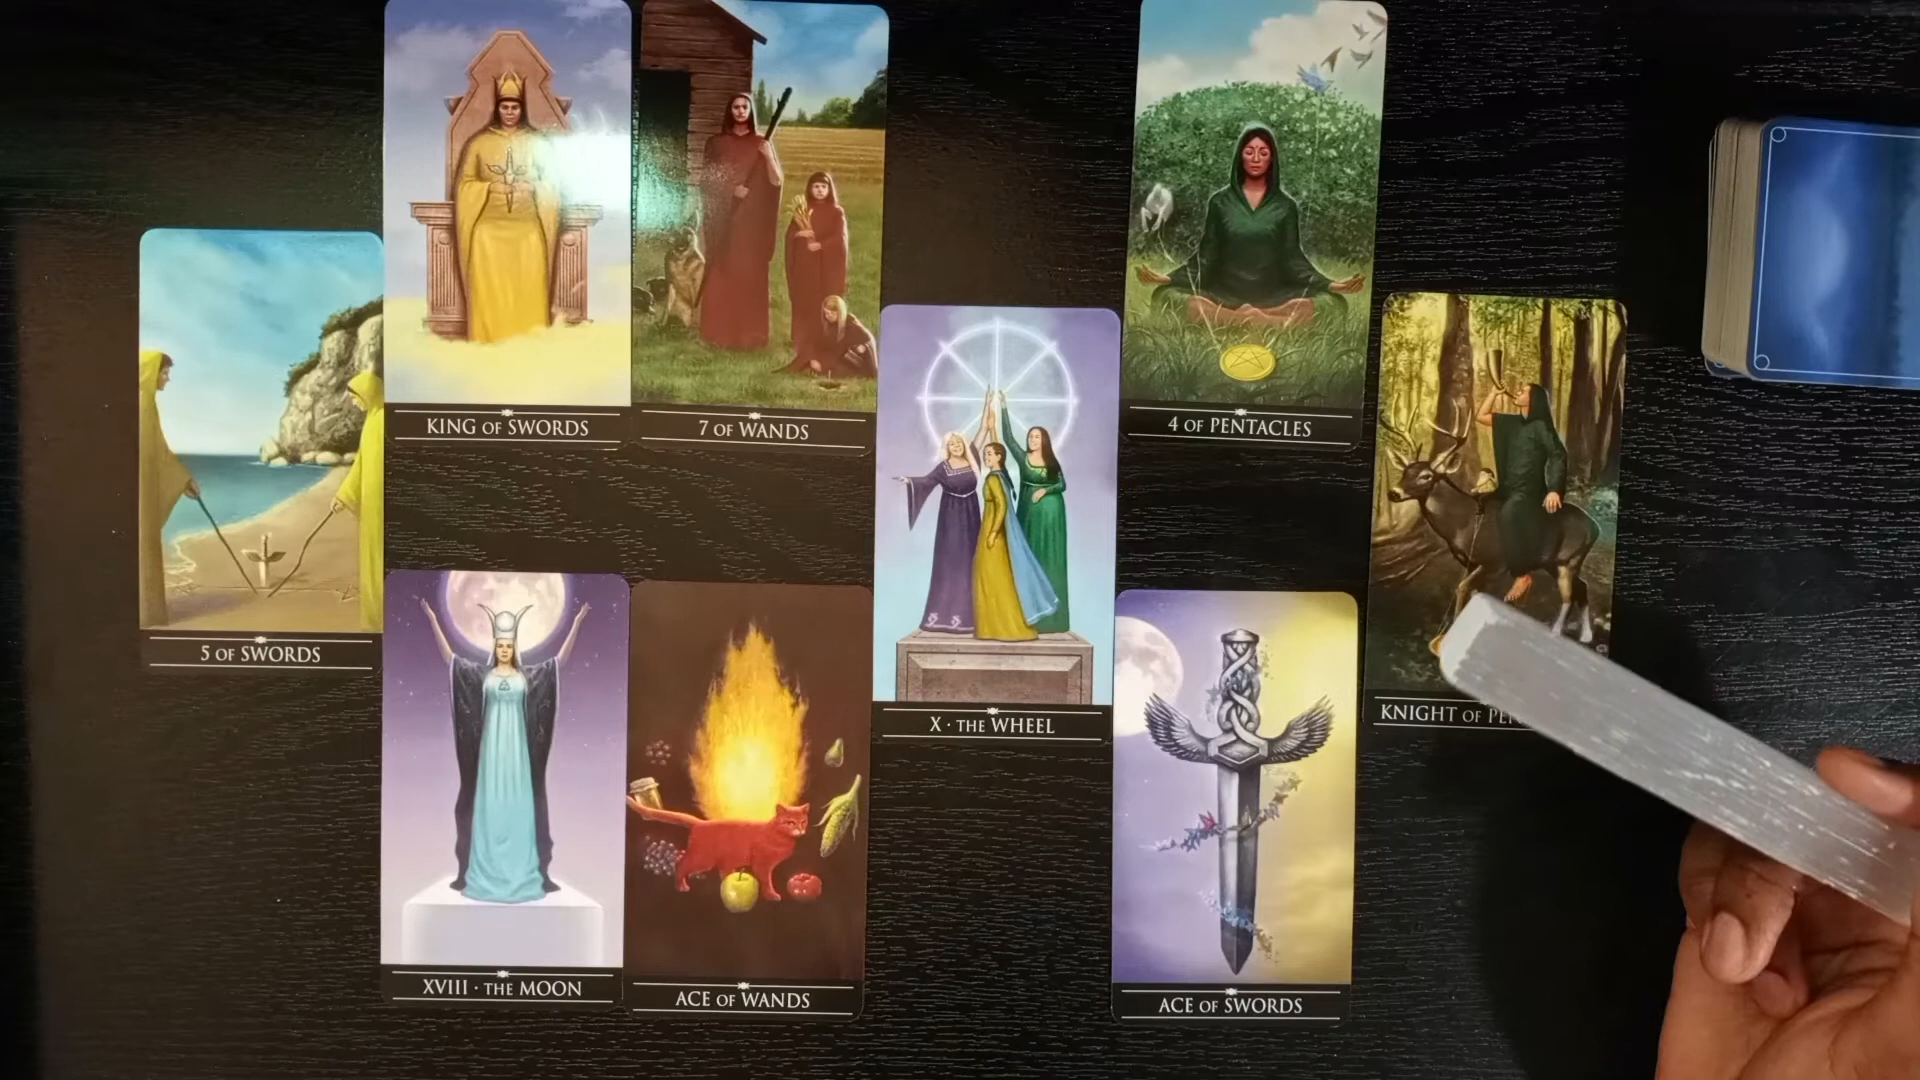 KING OF SWORDS
7 OF WANDS
4 OF PENTACLES
5 OF SWORDS
X · THE WHEEL
KNIGHT OF
XVIII · THE MOON
ACE OF WANDS
ACE OF SWORDS